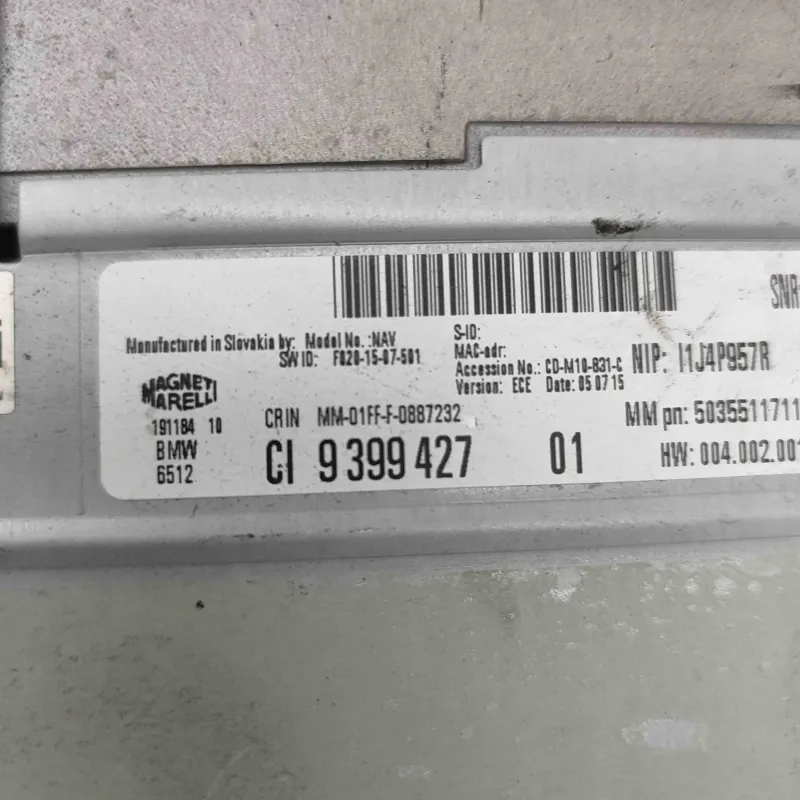 SNR
Manufactured in Slovakia by: Model No.: NAV
SW ID: F020-15-07-501
S-ID:
MAC-adr:
Accession No.: CD-M10-831-C
Version: ECE Date: 05 07 15
NIP: I1J4P957R
MAGNETI
MARELLI
191184 10
BMW
6512
CRIN MM-01FF-F-0887232
MM pn: 5035511711
CI 9 399 427 01
HW: 004.002.001